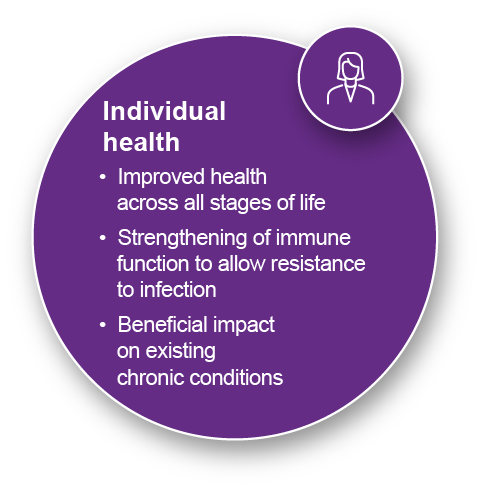 Individual
health
• Improved health
across all stages of life
• Strengthening of immune
function to allow resistance
to infection
• Beneficial impact
on existing
chronic conditions